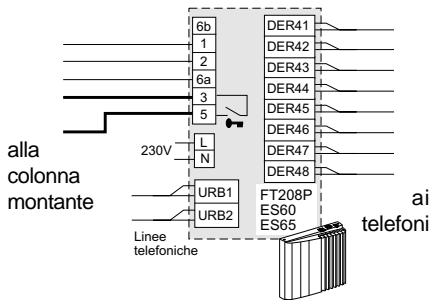 6b
1
2
6a
3
5
L
N
230V
URB1
URB2
Linee
telefoniche
alla
colonna
montante
DER41
DER42
DER43
DER44
DER45
DER46
DER47
DER48
FT208P
ES60
ES65
ai
telefoni